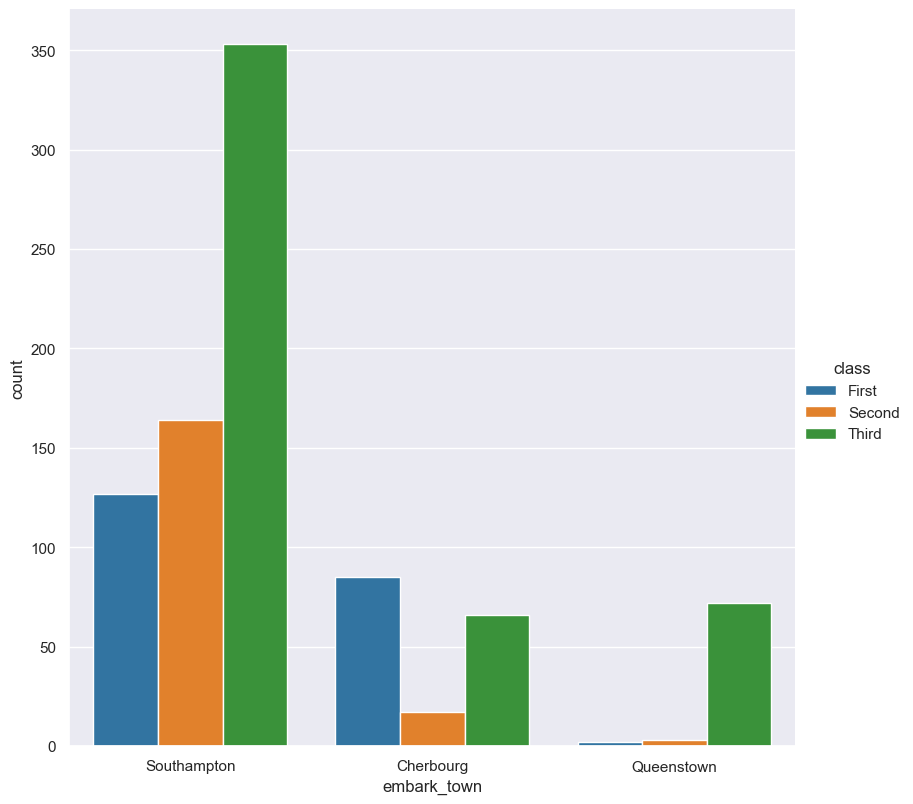 350
300
250
200
150
100
50
0
count
Southampton
Cherbourg
Queenstown
embark_town
class
First
Second
Third